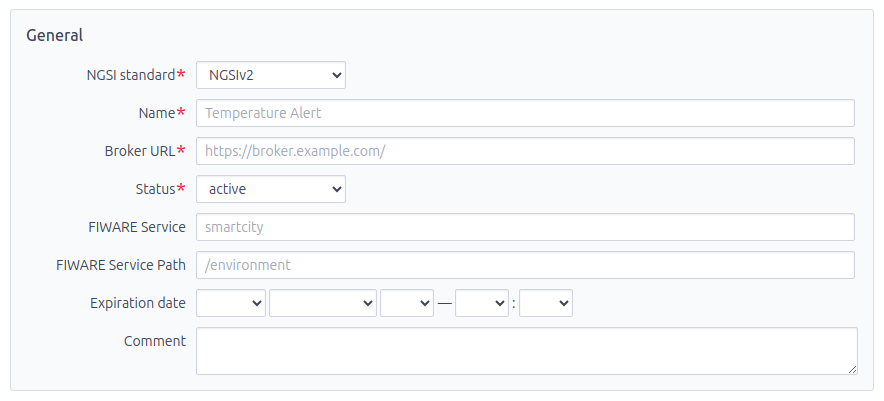 General
NGSI standard* NGSIv2
Name* Temperature Alert
Broker URL* https://broker.example.com/
Status* active
FIWARE Service smartcity
FIWARE Service Path /environment
Expiration date — :
Comment